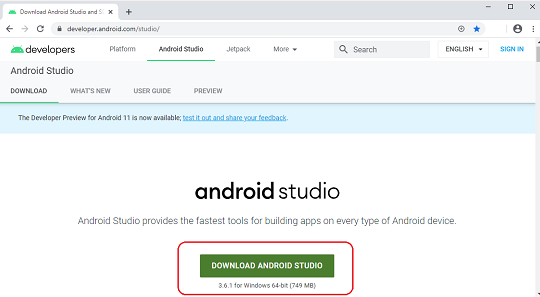 Download Android Studio and S
developer.android.com/studio/
developers Platform Android Studio Jetpack More Search ENGLISH SIGN IN
Android Studio
DOWNLOAD WHAT'S NEW USER GUIDE PREVIEW
The Developer Preview for Android 11 is now available; test it out and share your feedback.
android studio
Android Studio provides the fastest tools for building apps on every type of Android device.
DOWNLOAD ANDROID STUDIO
3.6.1 for Windows 64-bit (749 MB)